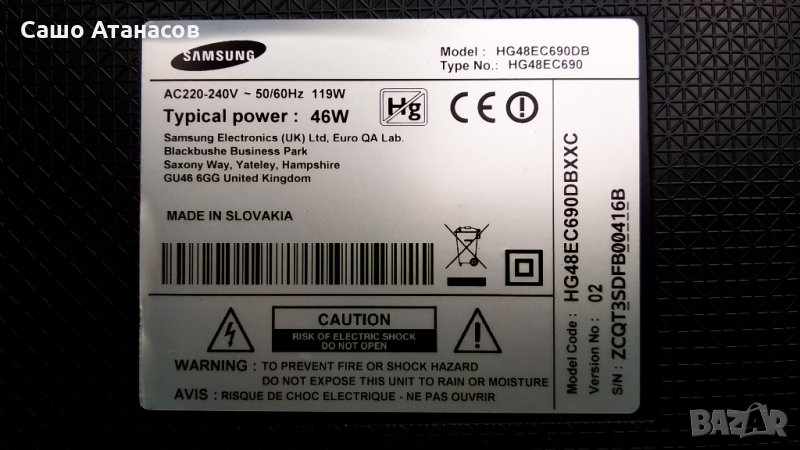 Сашо Атанасов
SAMSUNG
Model : HG48EC690DB
Type No.: HG48EC690
AC220-240V ~ 50/60Hz 119W
Typical power : 46W
Hg
CE
Samsung Electronics (UK) Ltd, Euro QA Lab.
Blackbushe Business Park
Saxony Way, Yateley, Hampshire
GU46 6GG United Kingdom
MADE IN SLOVAKIA
CAUTION
RISK OF ELECTRIC SHOCK
DO NOT OPEN
WARNING : TO PREVENT FIRE OR SHOCK HAZARD
DO NOT EXPOSE THIS UNIT TO RAIN OR MOISTURE
AVIS : RISQUE DE CHOC ELECTRIQUE - NE PAS OUVRIR
Model Code : HG48EC690DBXXC
Version No : 02
S/N : ZCQT3SDFB00416B
BAZAR